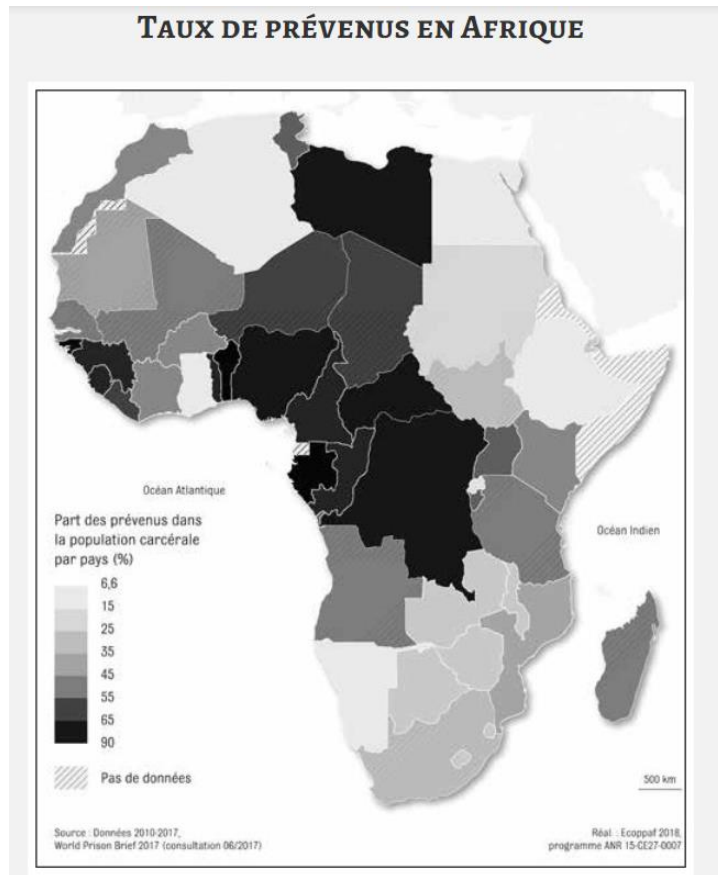 TAUX DE PRÉVENUS EN AFRIQUE
Océan Atlantique
Océan Indien
Part des prévenus dans
la population carcérale
par pays (%)
6,6
15
25
35
45
55
65
90
Pas de données
500 km
Source : Données 2010-2017,
World Prison Brief 2017 (consultation 06/2017)
Réal. : Ecoppaf 2018,
programme ANR 15-CE27-0007